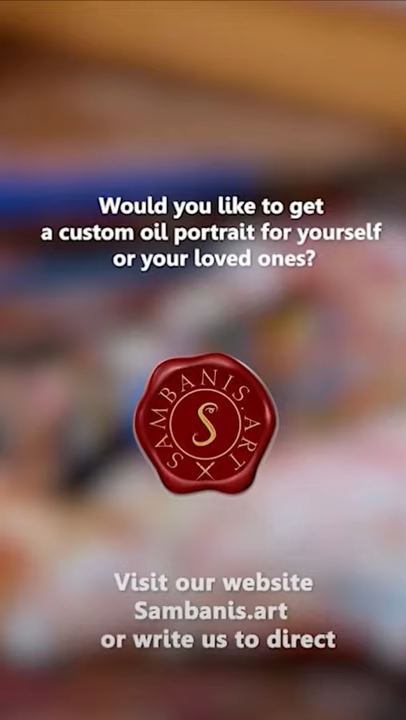 Would you like to get
a custom oil portrait for yourself
or your loved ones?
SAMBANIS.ART
S
Visit our website
Sambanis.art
or write us to direct